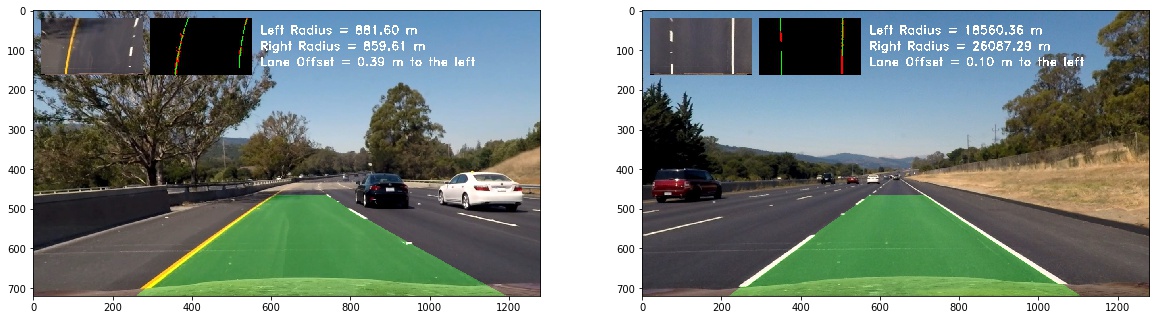 Left Radius = 881.60 m
Right Radius = 859.61 m
Lane Offset = 0.39 m to the left
0
100
200
300
400
500
600
700
0 200 400 600 800 1000 1200
Left Radius = 18560.36 m
Right Radius = 26087.29 m
Lane Offset = 0.10 m to the left
0
100
200
300
400
500
600
700
0 200 400 600 800 1000 1200